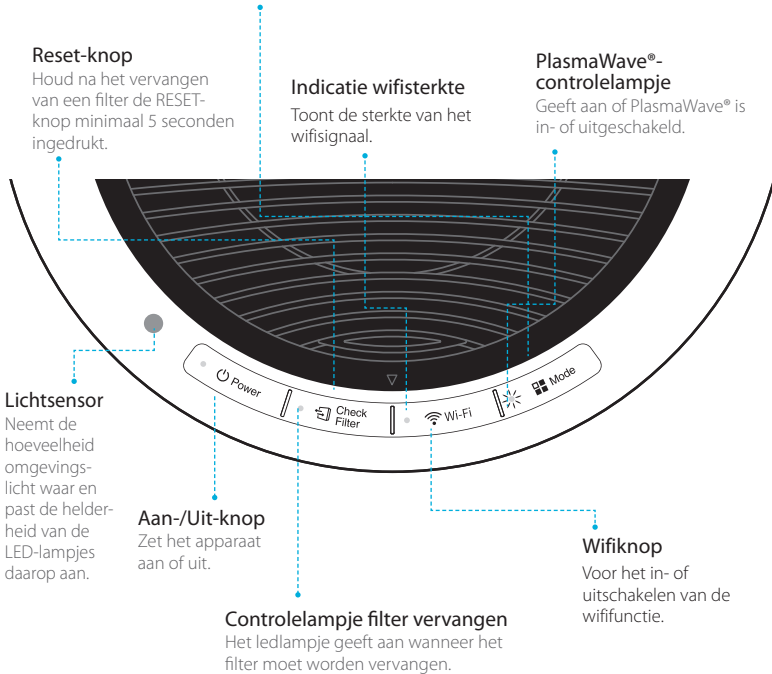 Reset-knop
Houd na het vervangen
van een filter de RESET-
knop minimaal 5 seconden
ingedrukt.
Indicatie wifisterkte
Toont de sterkte van het
wifisignaal.
PlasmaWave®-
controlelampje
Geeft aan of PlasmaWave® is
in- of uitgeschakeld.
Power
Check
Filter
Wi-Fi
Mode
Lichtsensor
Neemt de
hoeveelheid
omgevings-
licht waar en
past de helder-
heid van de
LED-lampjes
daarop aan.
Aan-/Uit-knop
Zet het apparaat
aan of uit.
Wifiknop
Voor het in- of
uitschakelen van de
wififunctie.
Controlelampje filter vervangen
Het ledlampje geeft aan wanneer het
filter moet worden vervangen.